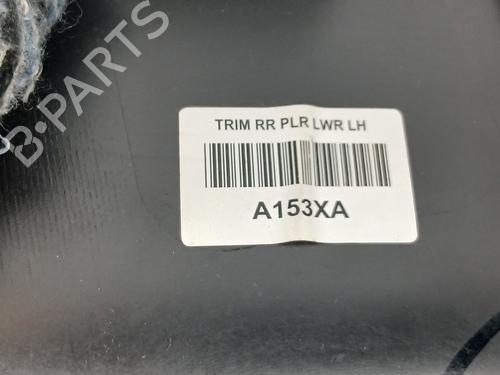 B-PARTS
TRIM RR PLR LWR LH
A153XA